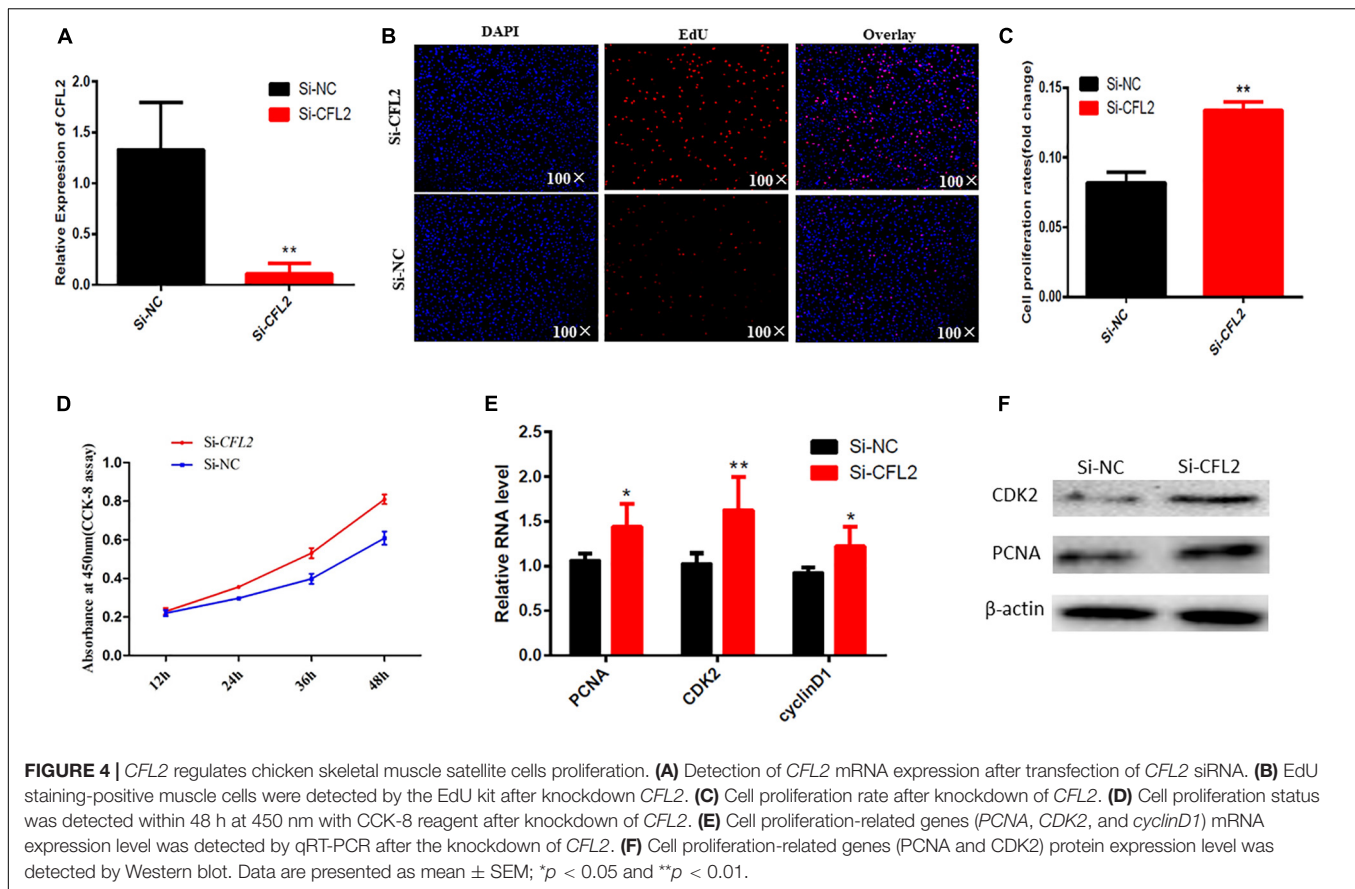 A
Relative Expreesion of CFL2
2.0
1.5
1.0
0.5
0.0
Si-NC
Si-CFL2
**
Si-NC
Si-CFL2
B
DAPI
EdU
Overlay
Si-CFL2
100×
100×
100×
Si-NC
100×
100×
100×
C
Cell proliferation rates(fold change)
Si-NC
Si-CFL2
0.15
0.10
0.05
0.00
**
Si-NC
Si-CFL2
D
Si-CFL2
Si-NC
Absorbance at 450nm(CCK-8 assay)
1.0
0.8
0.6
0.4
0.2
0.0
12h
24h
36h
48h
E
Relative RNA level
2.5
2.0
1.5
1.0
0.5
0.0
Si-NC
Si-CFL2
*
**
*
PCNA
CDK2
cyclinD1
F
Si-NC
Si-CFL2
CDK2
PCNA
β-actin
FIGURE 4 | CFL2 regulates chicken skeletal muscle satellite cells proliferation. (A) Detection of CFL2 mRNA expression after transfection of CFL2 siRNA. (B) EdU
staining-positive muscle cells were detected by the EdU kit after knockdown CFL2. (C) Cell proliferation rate after knockdown of CFL2. (D) Cell proliferation status
was detected within 48 h at 450 nm with CCK-8 reagent after knockdown of CFL2. (E) Cell proliferation-related genes (PCNA, CDK2, and cyclinD1) mRNA
expression level was detected by qRT-PCR after the knockdown of CFL2. (F) Cell proliferation-related genes (PCNA and CDK2) protein expression level was
detected by Western blot. Data are presented as mean ± SEM; *p < 0.05 and **p < 0.01.